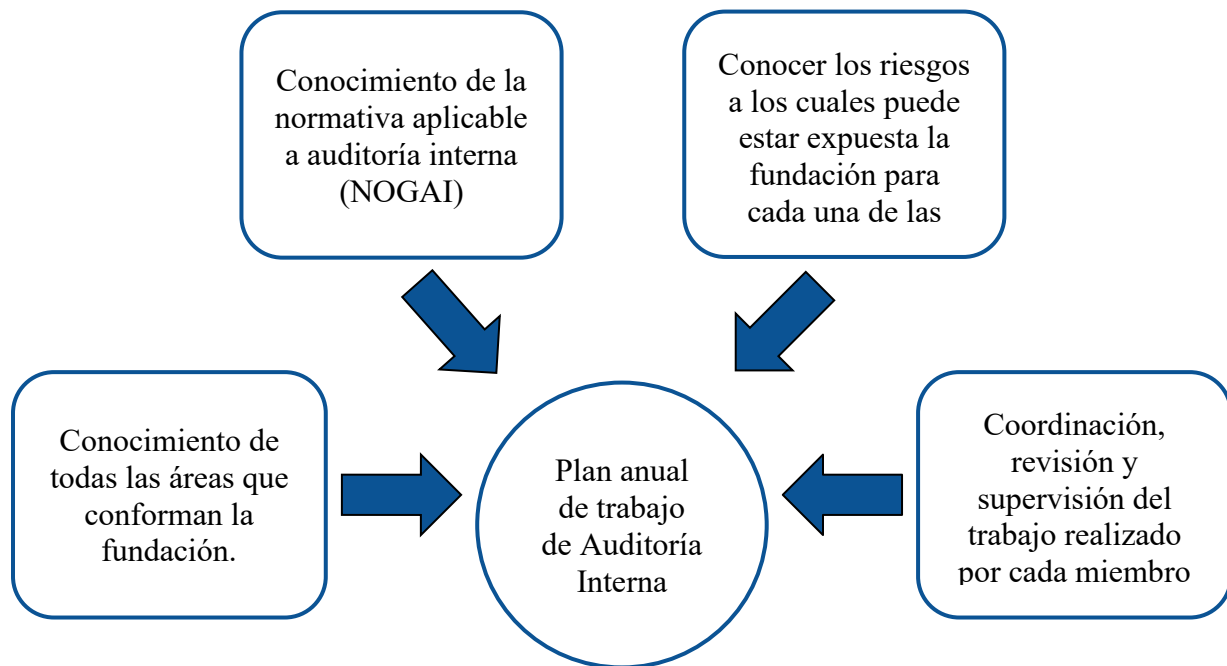 Conocimiento de la
normativa aplicable
a auditoría interna
(NOGAI)
Conocer los riesgos
a los cuales puede
estar expuesta la
fundación para
cada una de las
Conocimiento de
todas las áreas que
conforman la
fundación.
Plan anual
de trabajo
de Auditoría
Interna
Coordinación,
revisión y
supervisión del
trabajo realizado
por cada miembro